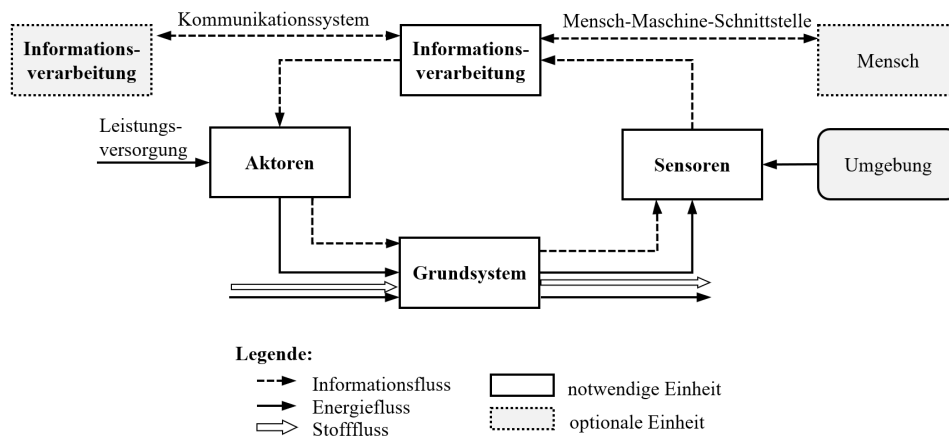 Kommunikationssystem
Mensch-Maschine-Schnittstelle
Informations-
verarbeitung
Informations-
verarbeitung
Mensch
Leistungs-
versorgung
Aktoren
Sensoren
Umgebung
Grundsystem
Legende:
Informationsfluss
Energiefluss
Stofffluss
notwendige Einheit
optionale Einheit